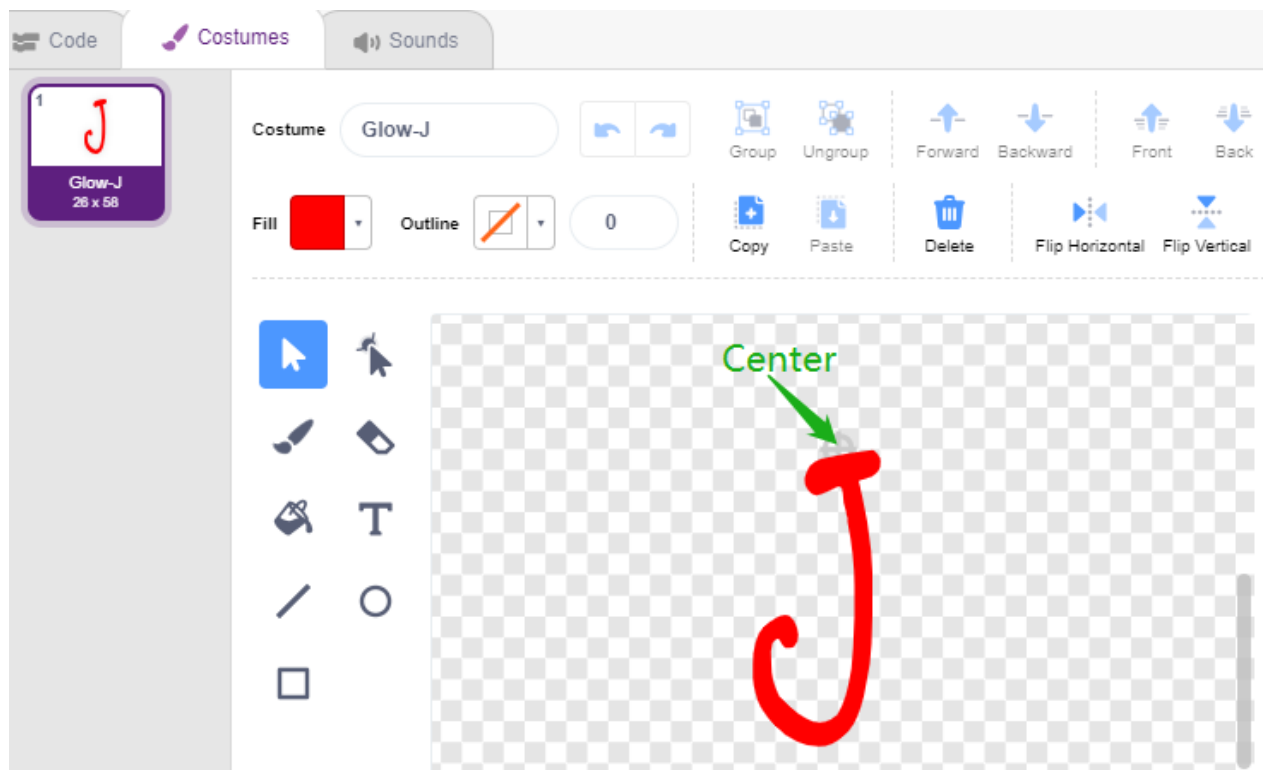 Code Costumes Sounds
1
Glow-J
26 x 58
Costume Glow-J
Group Ungroup Forward Backward Front Back
Fill Outline 0
Copy Paste Delete Flip Horizontal Flip Vertical
T
Center
J